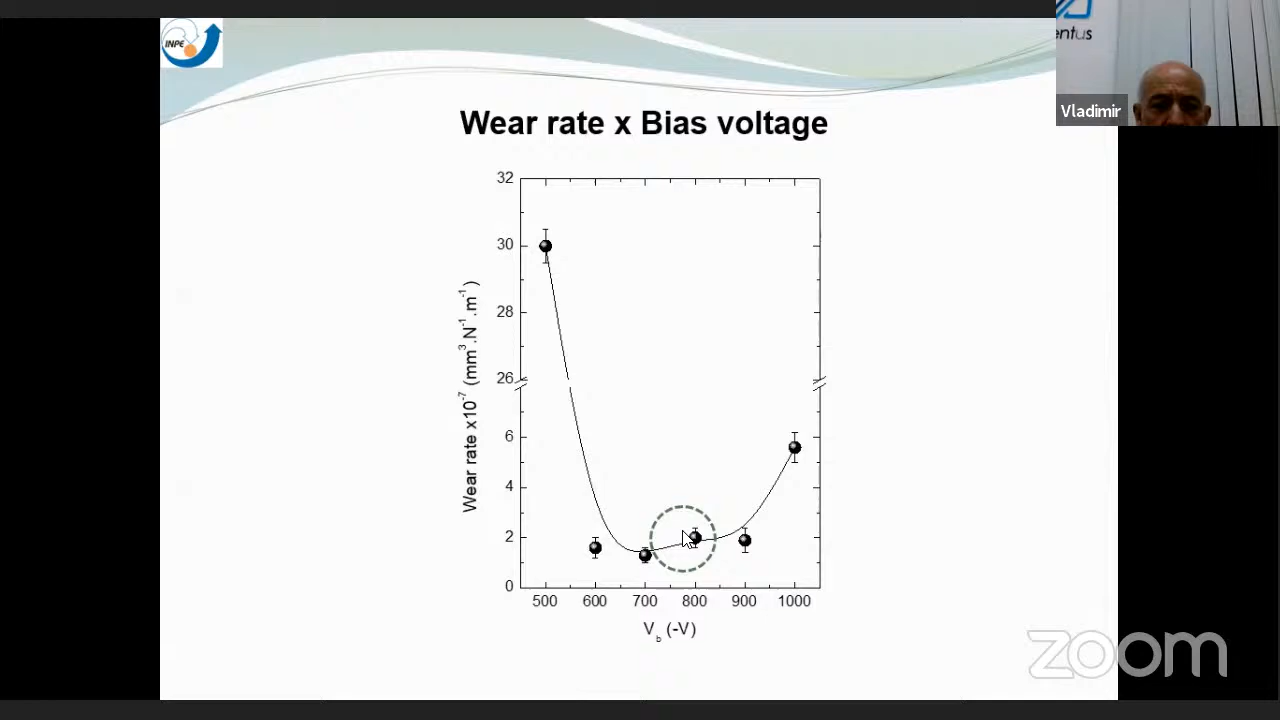 INPE
entus
Vladimir
Wear rate x Bias voltage
32
30
28
26
6
4
2
0
Wear rate x10⁻⁷ (mm³.N⁻¹.m⁻¹)
500 600 700 800 900 1000
V_b (-V)
zoom